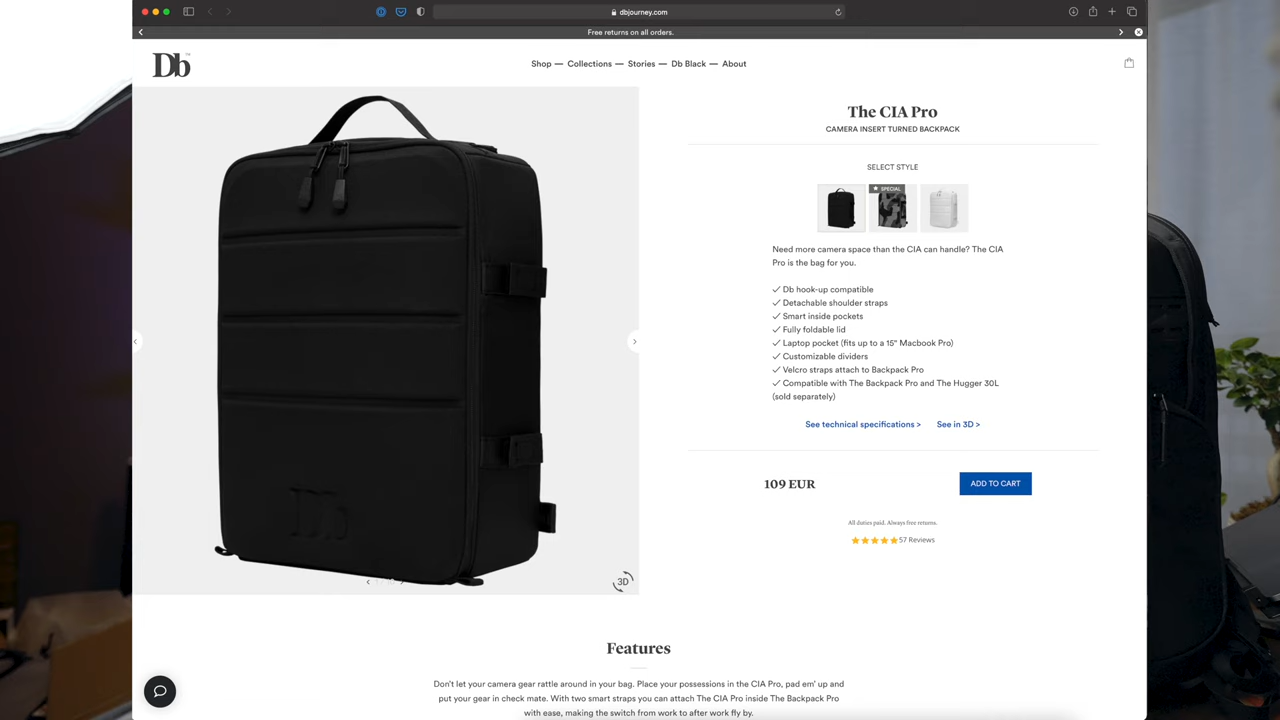 dbjourney.com
Free returns on all orders.
Db™
Shop — Collections — Stories — Db Black — About
The CIA Pro
CAMERA INSERT TURNED BACKPACK
SELECT STYLE
★ SPECIAL
Need more camera space than the CIA can handle? The CIA
Pro is the bag for you.
✓ Db hook-up compatible
✓ Detachable shoulder straps
✓ Smart inside pockets
✓ Fully foldable lid
✓ Laptop pocket (fits up to a 15" Macbook Pro)
✓ Customizable dividers
✓ Velcro straps attach to Backpack Pro
✓ Compatible with The Backpack Pro and The Hugger 30L
(sold separately)
See technical specifications > See in 3D >
109 EUR
ADD TO CART
All duties paid. Always free returns.
57 Reviews
Db
3D
Features
Don't let your camera gear rattle around in your bag. Place your possessions in the CIA Pro, pad em' up and
put your gear in check mate. With two smart straps you can attach The CIA Pro inside The Backpack Pro
with ease, making the switch from work to after work fly by.